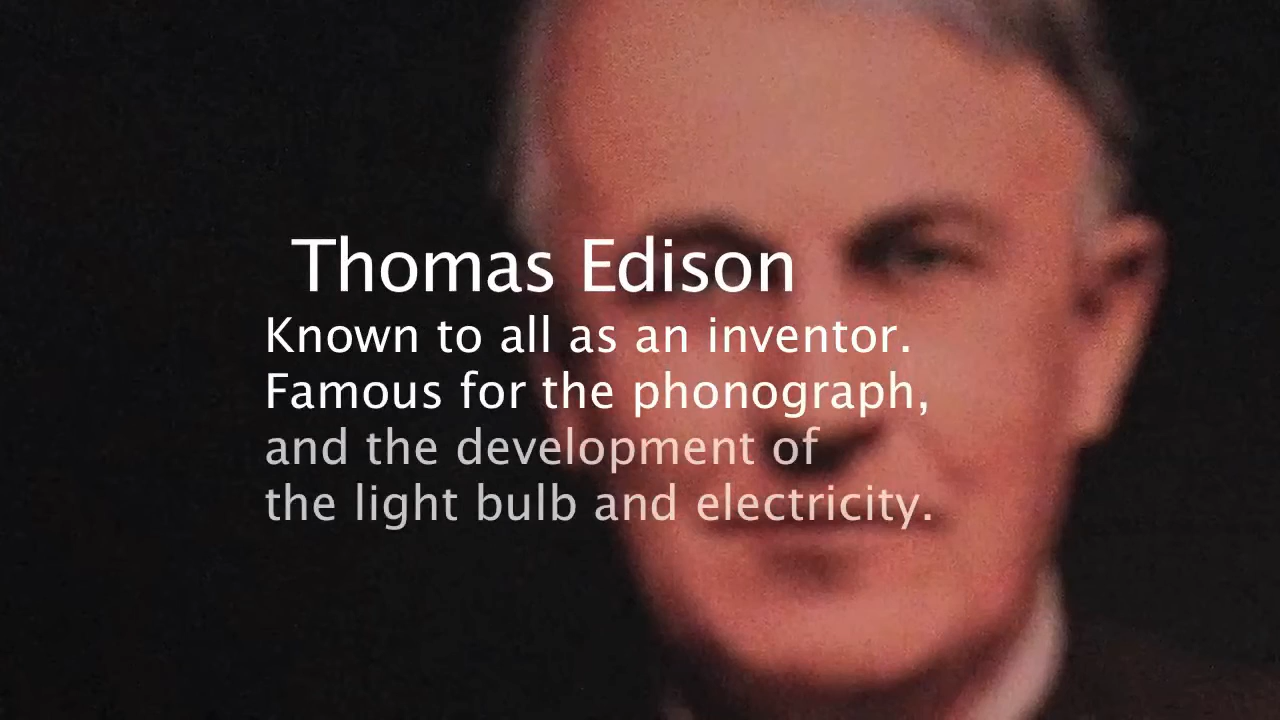 Thomas Edison
Known to all as an inventor.
Famous for the phonograph,
and the development of
the light bulb and electricity.